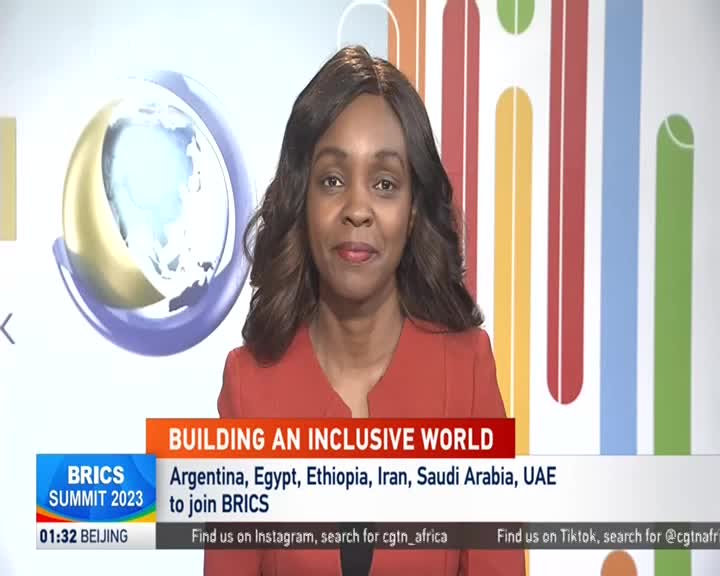 BUILDING AN INCLUSIVE WORLD
BRICS
SUMMIT 2023
Argentina, Egypt, Ethiopia, Iran, Saudi Arabia, UAE
to join BRICS
01:32 BEIJING
Find us on Instagram, search for cgtn_africa
Find us on Tiktok, search for @cgtnafri